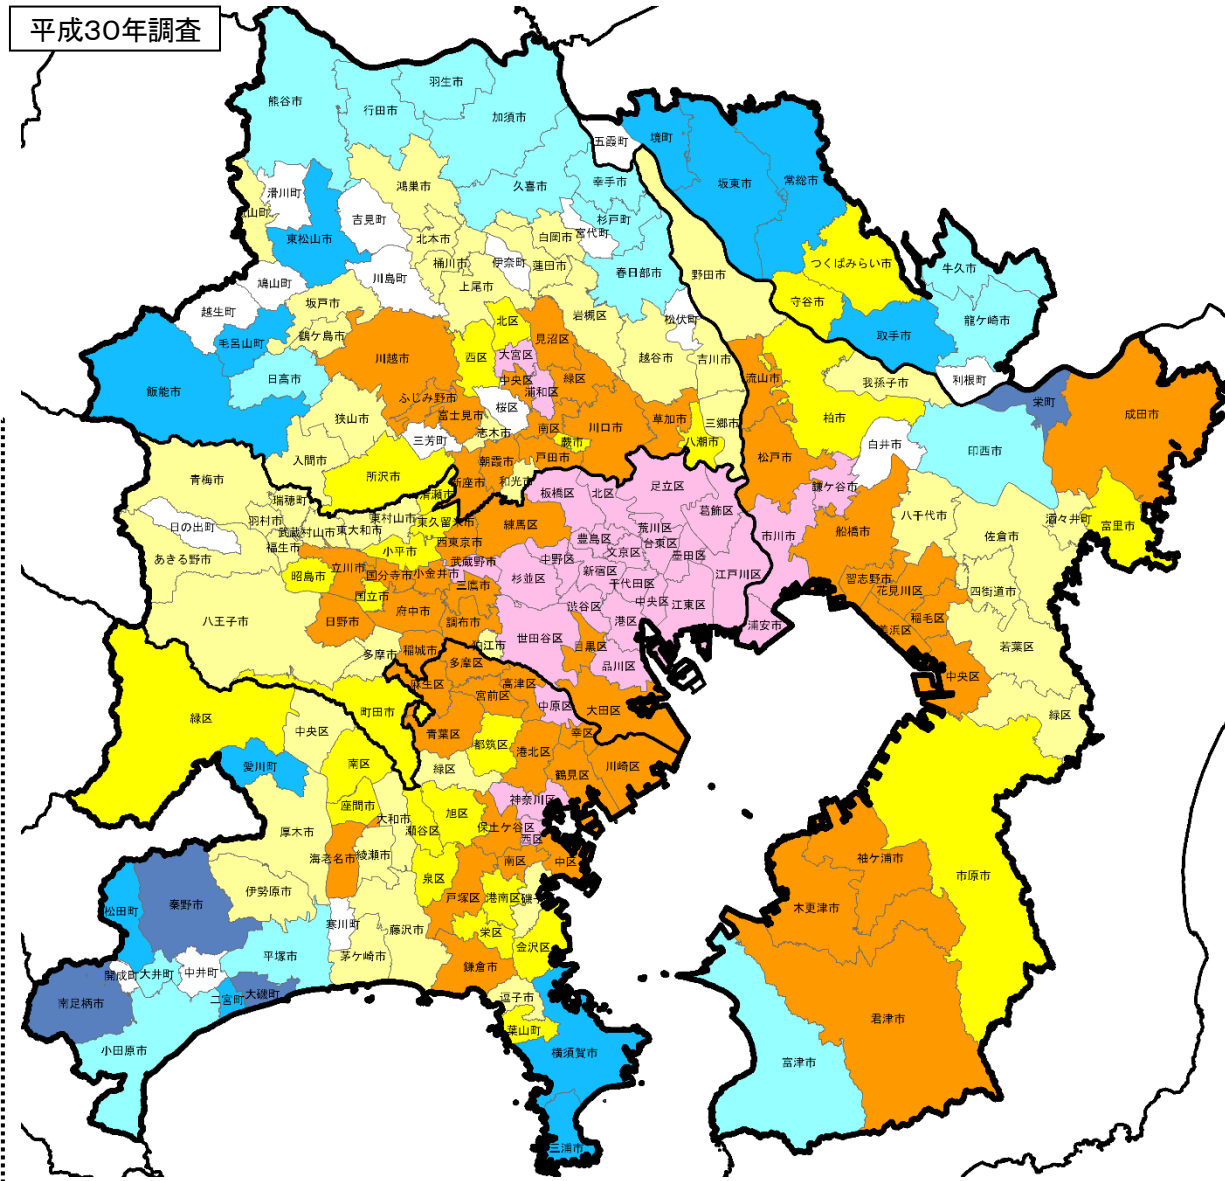 平成30年調査
熊谷市
行田市
羽生市
加須市
五霞町
境町
坂東市
常総市
滑川町
鴻巣市
久喜市
幸手市
吉見町
杉戸町
宮代町
東松山市
北木市
白岡市
桶川市
伊奈町
蓮田市
春日部市
野田市
つくばみらい市
牛久市
鳩山町
川島町
上尾市
守谷市
越生町
坂戸市
岩槻区
松伏町
龍ケ崎市
毛呂山町
鶴ケ島市
北区
見沼区
取手市
川越市
西区
大宮区
越谷市
吉川市
日高市
中央区
緑区
流山市
我孫子市
利根町
飯能市
ふじみ野市
浦和区
栄町
成田市
狭山市
富士見市
桜区
草加市
柏市
志木市
南区
川口市
三郷市
三芳町
蕨市
八潮市
白井市
印西市
入間市
朝霞市
戸田市
松戸市
所沢市
新座市
和光市
青梅市
清瀬市
板橋区
北区
足立区
鎌ケ谷市
瑞穂町
葛飾区
八千代市
酒々井町
富里市
日の出町
羽村市
武蔵村山市
東大和市
東村山市
東久留米市
練馬区
荒川区
市川市
船橋市
佐倉市
福生市
西東京市
豊島区
台東区
あきる野市
小平市
中野区
文京区
墨田区
昭島市
立川市
国分寺市
小金井市
武蔵野市
杉並区
新宿区
千代田区
江戸川区
習志野市
花見川区
四街道市
国立市
三鷹市
渋谷区
中央区
江東区
八王子市
日野市
府中市
調布市
世田谷区
港区
浦安市
美浜区
稲毛区
多摩市
稲城市
狛江市
目黒区
品川区
若葉区
多摩区
中央区
麻生区
宮前区
高津区
中原区
大田区
緑区
緑区
町田市
中央区
青葉区
都筑区
港北区
幸区
愛川町
南区
緑区
鶴見区
川崎区
座間市
神奈川区
厚木市
大和市
瀬谷区
旭区
保土ケ谷区
西区
海老名市
綾瀬市
南区
中区
袖ケ浦市
市原市
伊勢原市
泉区
戸塚区
港南区
秦野市
松田町
寒川町
藤沢市
栄区
金沢区
木更津市
開成町
大井町
中井町
平塚市
茅ケ崎市
鎌倉市
南足柄市
二宮町
大磯町
逗子市
君津市
葉山町
小田原市
横須賀市
富津市
三浦市